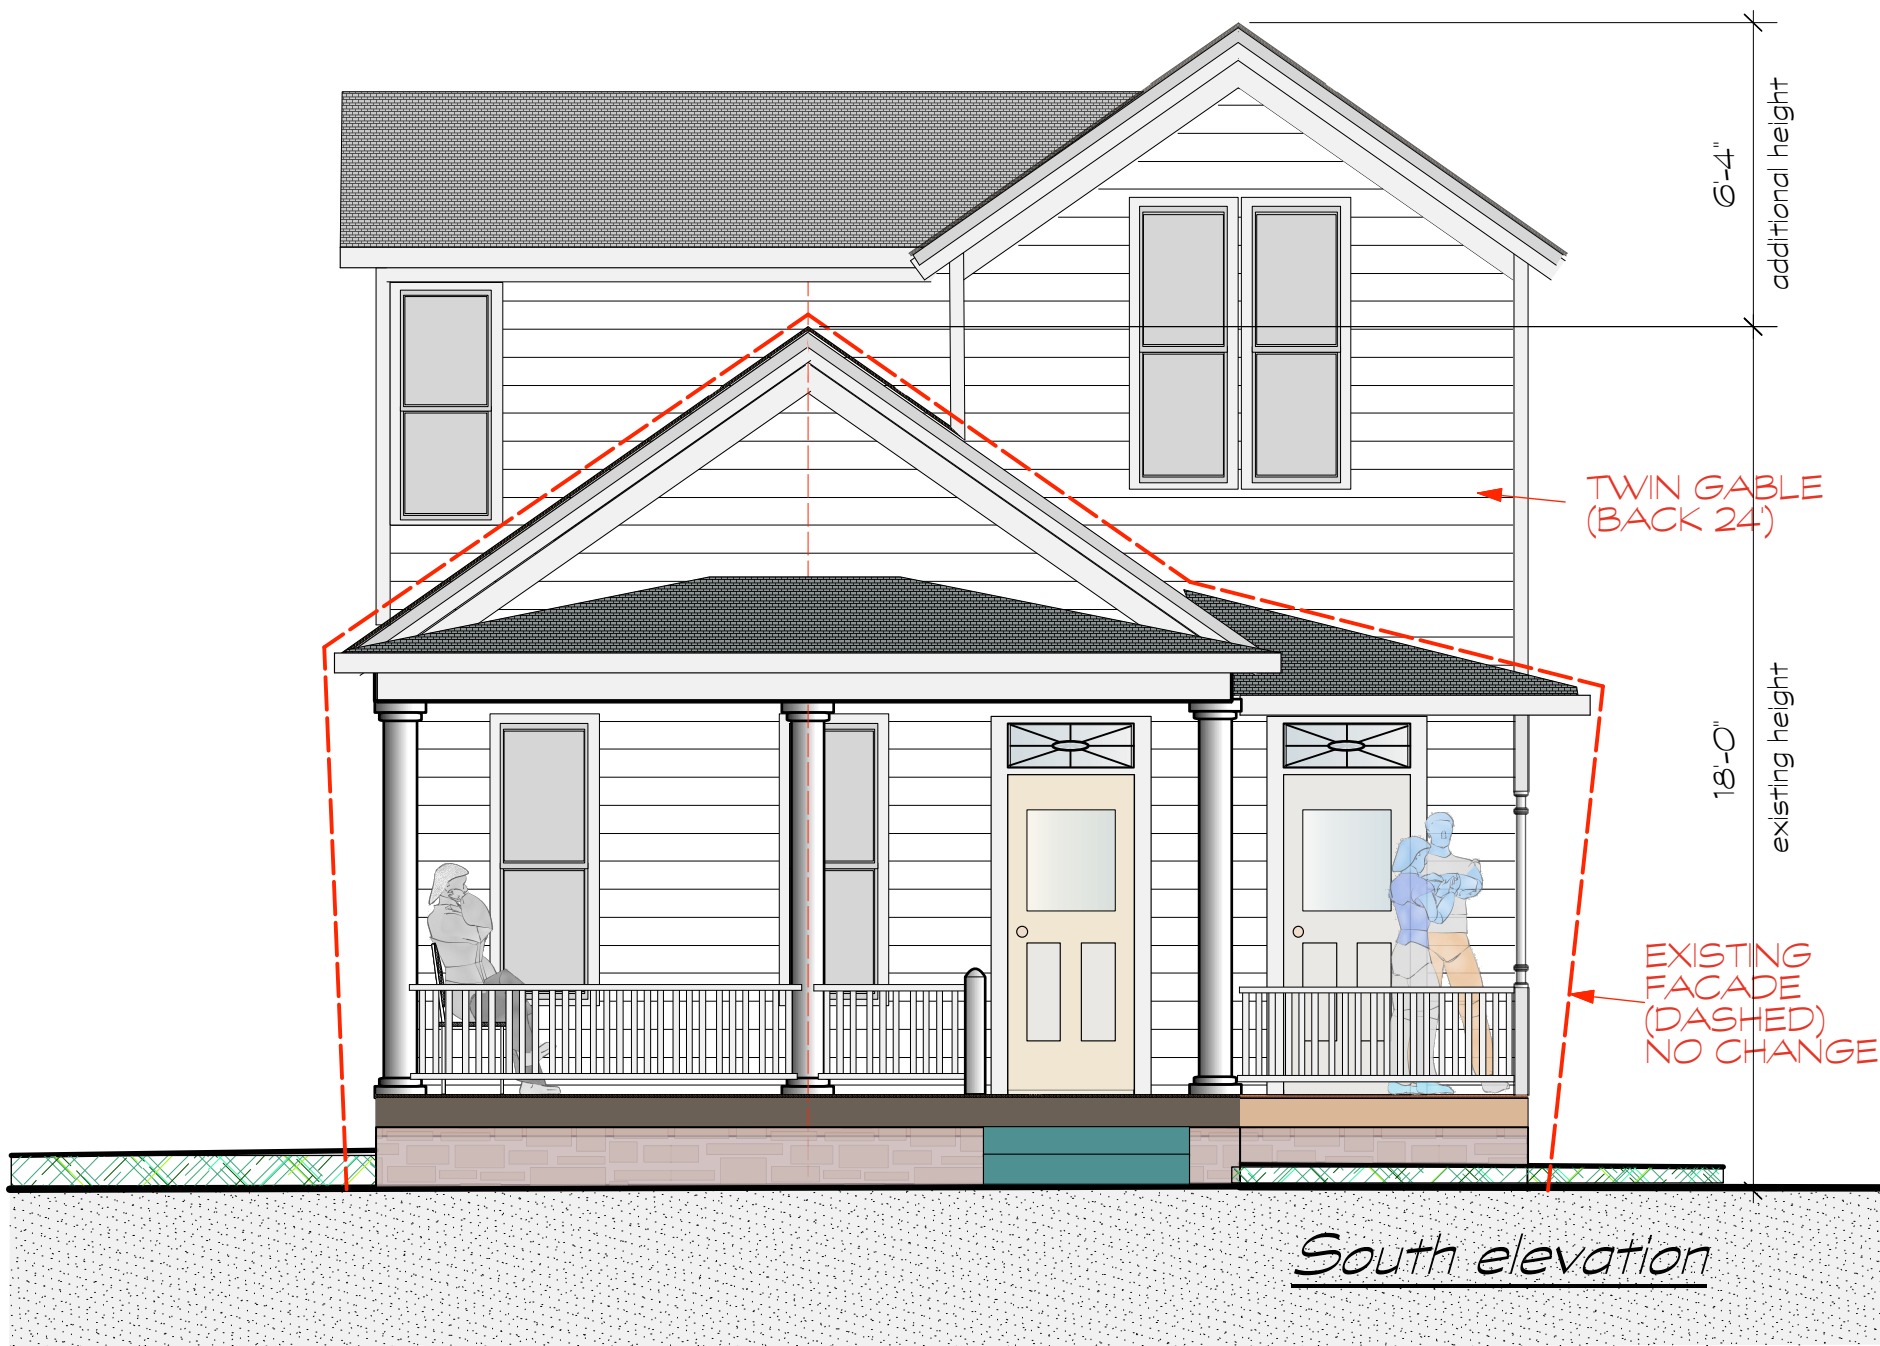 6'-4"
additional height
TWIN GABLE
(BACK 24')
18'-0"
existing height
EXISTING
FACADE
(DASHED)
NO CHANGE
South elevation